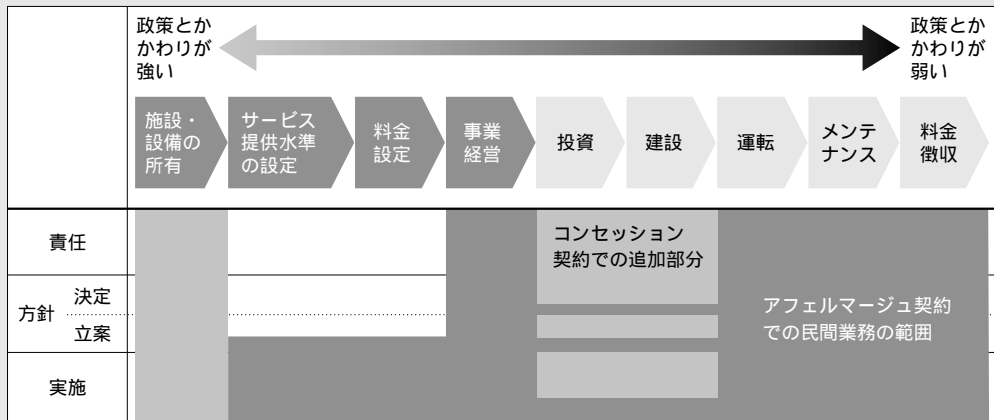 政策とか
かわりが
強い
政策とか
かわりが
弱い
施設・
設備の
所有
サービス
提供水準
の設定
料金
設定
事業
経営
投資
建設
運転
メンテ
ナンス
料金
徴収
責任
コンセッション
契約での追加部分
方針
決定
立案
アフェルマージュ契約
での民間業務の範囲
実施